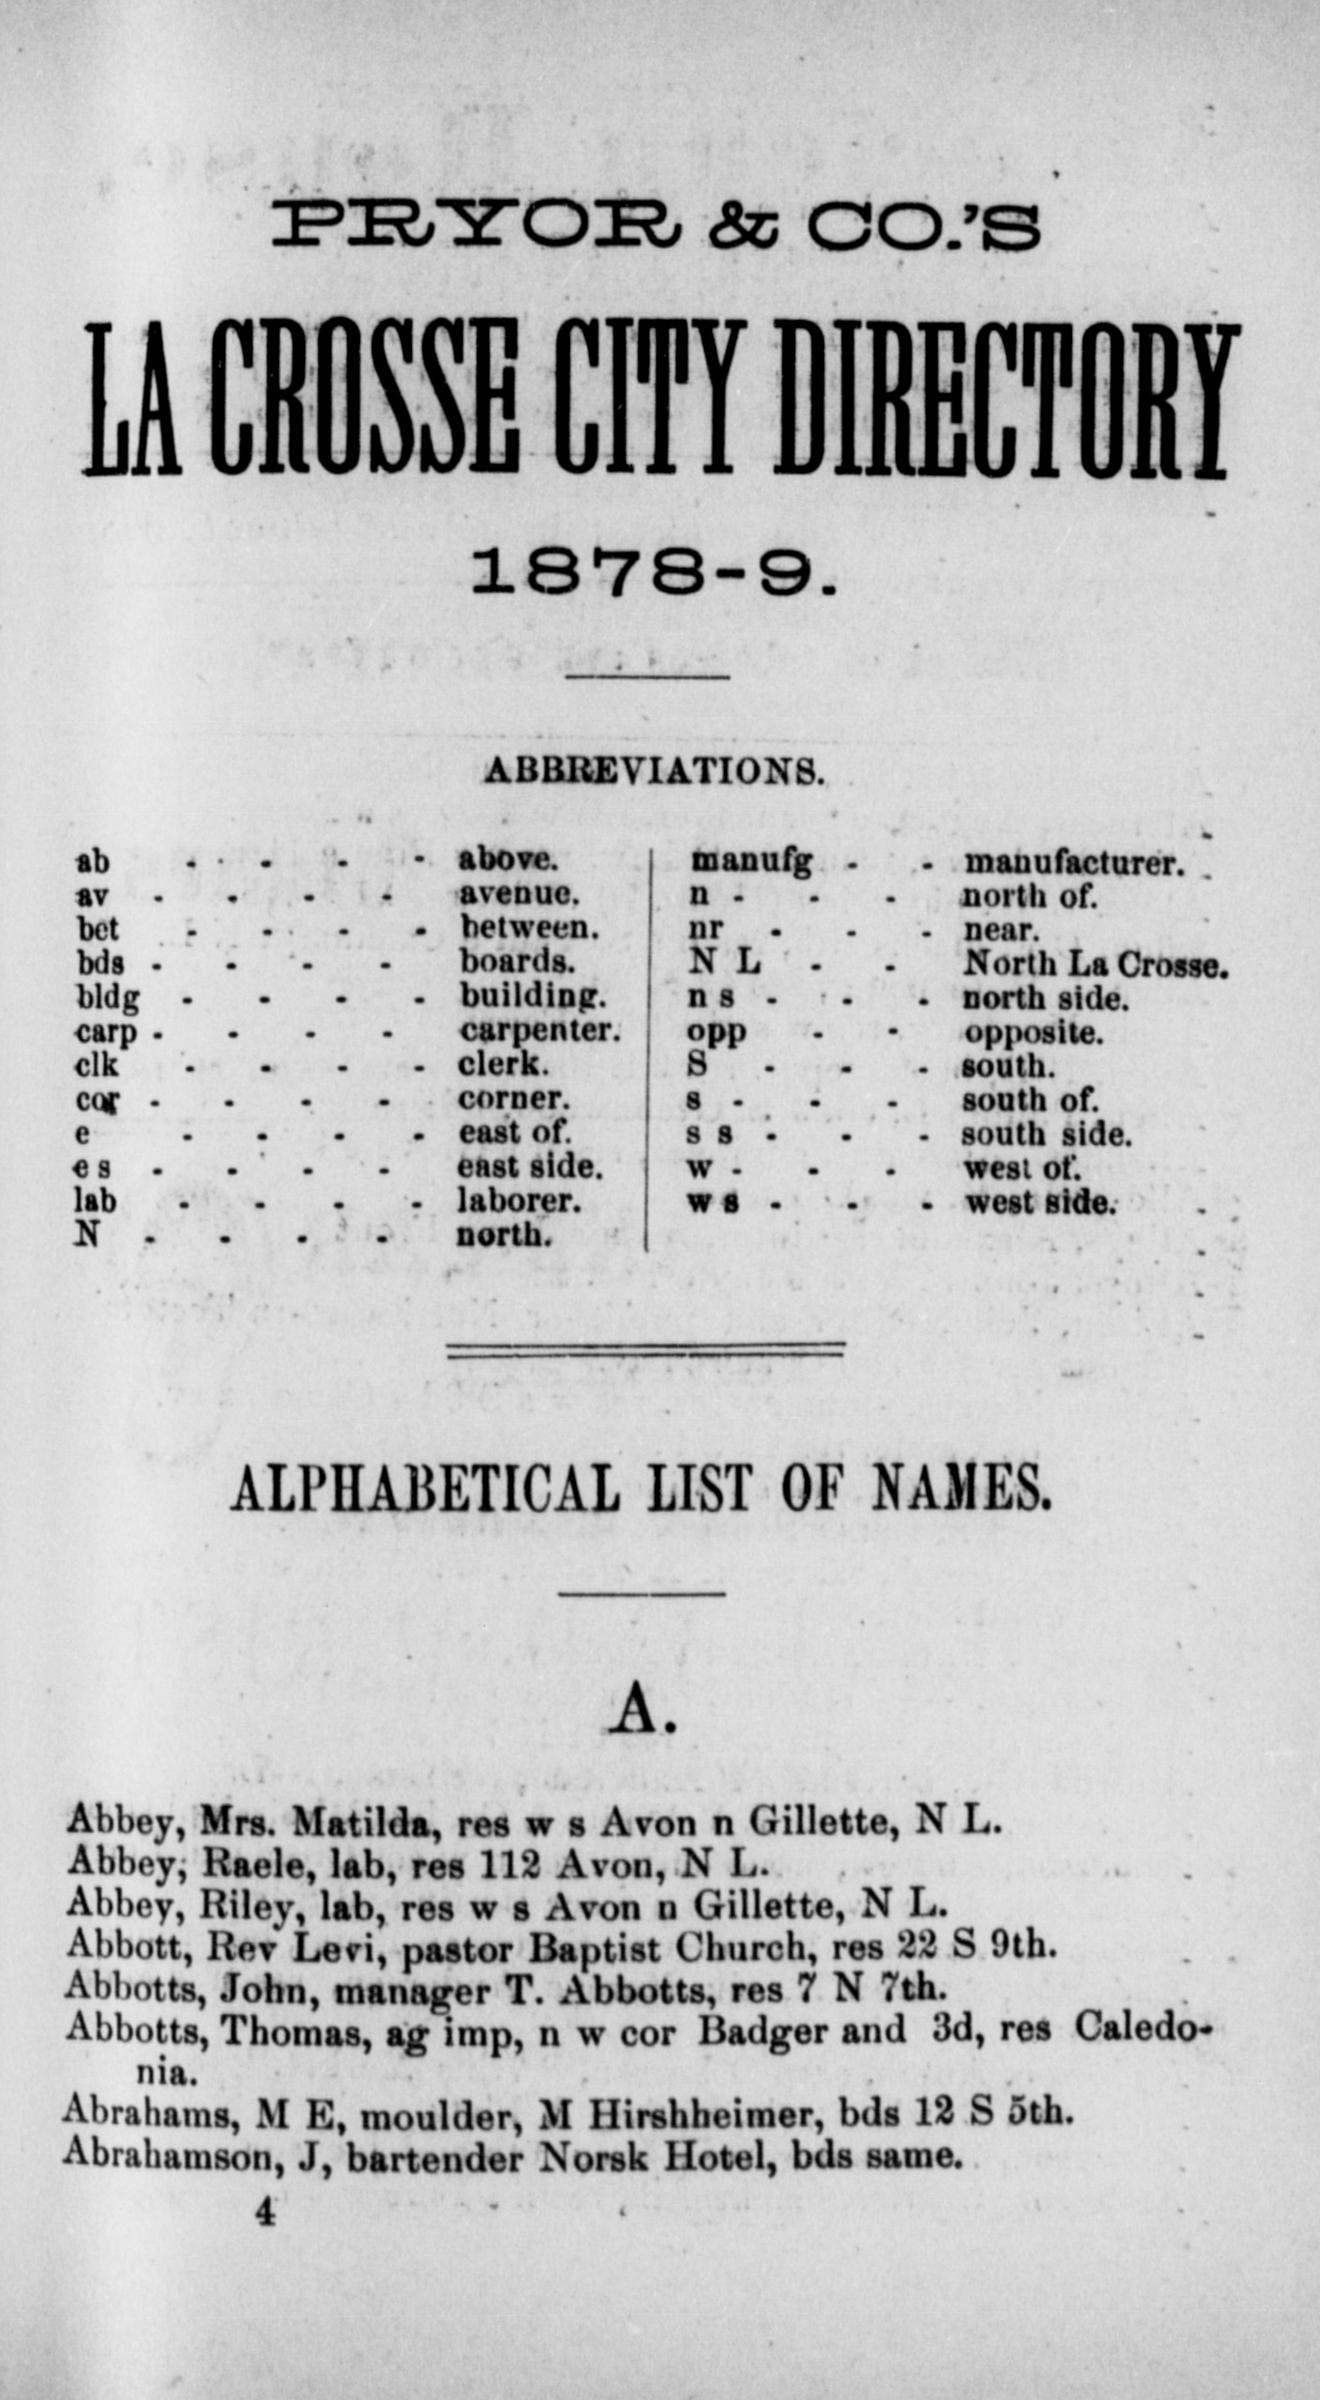 PRYOR & CO.'S
LA CROSSE CITY DIRECTORY
1878-9.
ABBREVIATIONS.
ab - - - - above.
av - - - - avenue.
bet - - - - between.
bds - - - - boards.
bldg - - - - building.
carp - - - - carpenter.
clk - - - - clerk.
cor - - - - corner.
e - - - - east of.
e s - - - - east side.
lab - - - - laborer.
N - - - - north.
manufg - - manufacturer.
n - - - north of.
nr - - - near.
N L - - North La Crosse.
n s - - - north side.
opp - - opposite.
S - - - south.
s - - - south of.
s s - - - south side.
w - - - west of.
w s - - - west side.
ALPHABETICAL LIST OF NAMES.
A.
Abbey, Mrs. Matilda, res w s Avon n Gillette, N L.
Abbey, Raele, lab, res 112 Avon, N L.
Abbey, Riley, lab, res w s Avon n Gillette, N L.
Abbott, Rev Levi, pastor Baptist Church, res 22 S 9th.
Abbotts, John, manager T. Abbotts, res 7 N 7th.
Abbotts, Thomas, ag imp, n w cor Badger and 3d, res Caledo-
nia.
Abrahams, M E, moulder, M Hirshheimer, bds 12 S 5th.
Abrahamson, J, bartender Norsk Hotel, bds same.
4